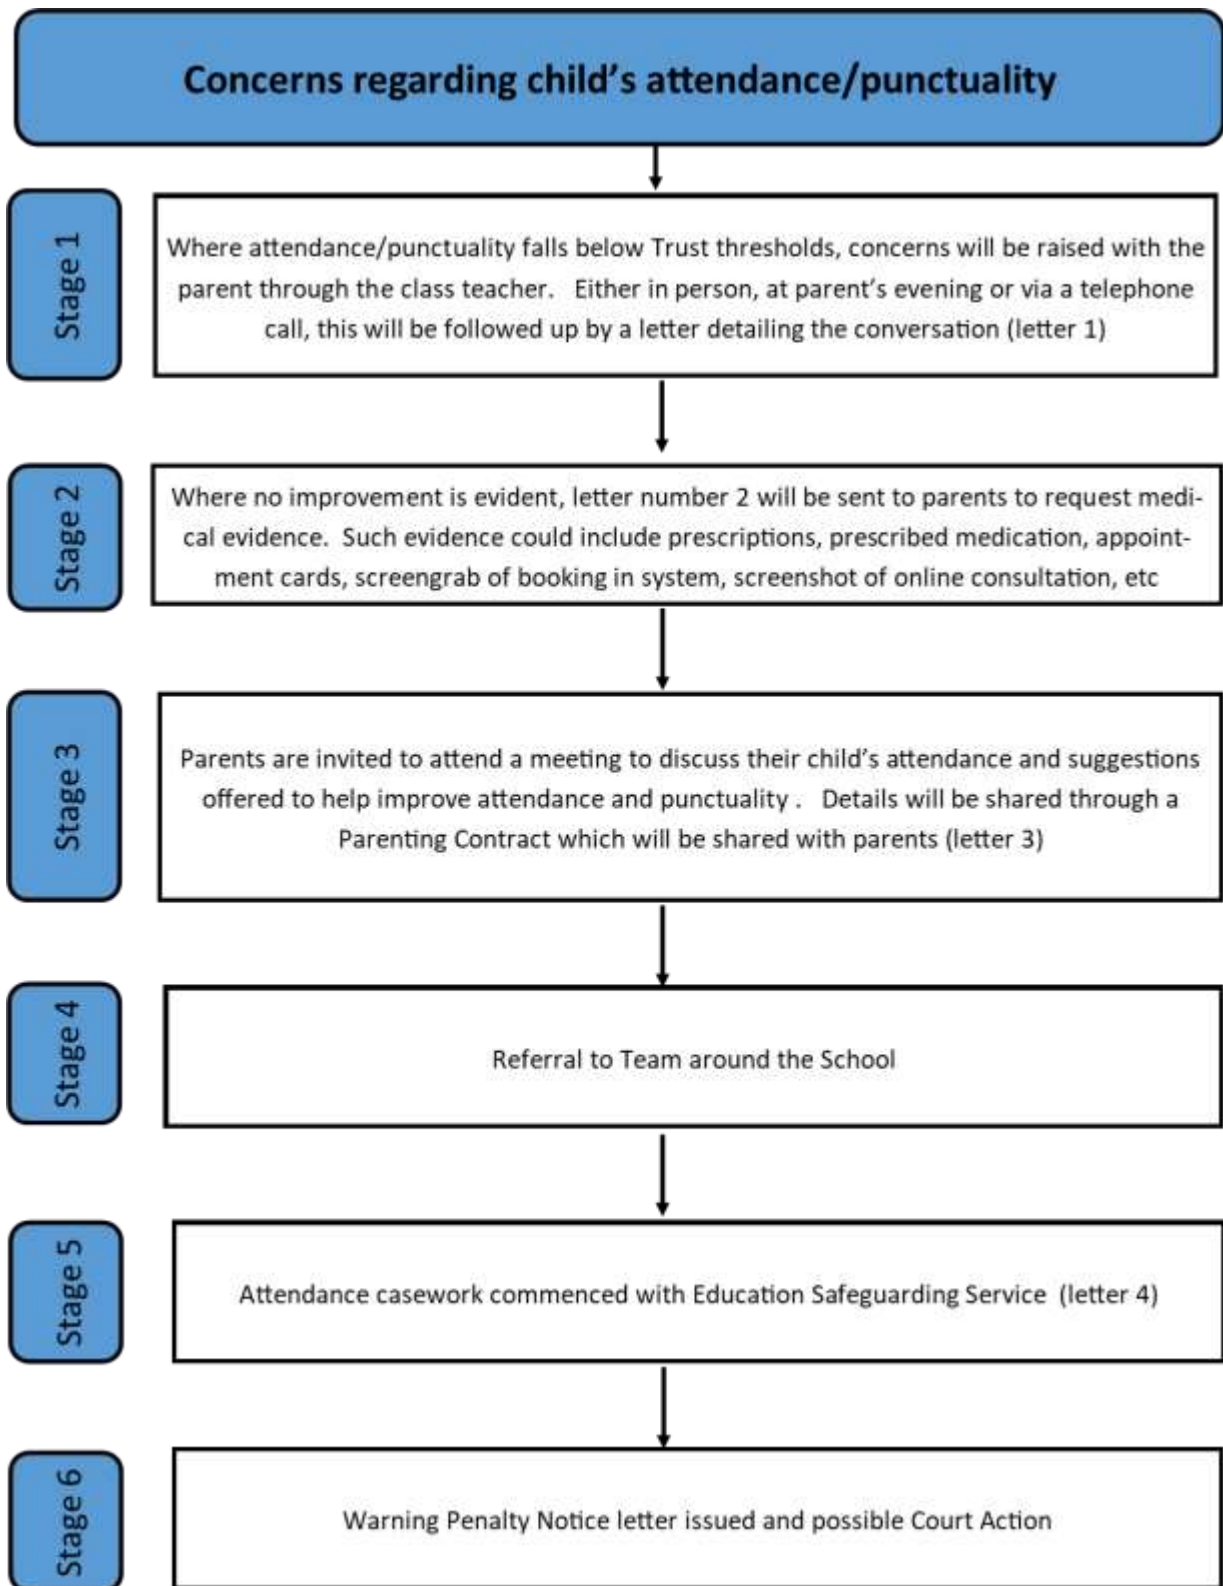 Concerns regarding child's attendance/punctuality
Stage 1
Where attendance/punctuality falls below Trust thresholds, concerns will be raised with the
parent through the class teacher.   Either in person, at parent's evening or via a telephone
call, this will be followed up by a letter detailing the conversation (letter 1)
Stage 2
Where no improvement is evident, letter number 2 will be sent to parents to request medi-
cal evidence.  Such evidence could include prescriptions, prescribed medication, appoint-
ment cards, screengrab of booking in system, screenshot of online consultation, etc
Stage 3
Parents are invited to attend a meeting to discuss their child's attendance and suggestions
offered to help improve attendance and punctuality .   Details will be shared through a
Parenting Contract which will be shared with parents (letter 3)
Stage 4
Referral to Team around the School
Stage 5
Attendance casework commenced with Education Safeguarding Service  (letter 4)
Stage 6
Warning Penalty Notice letter issued and possible Court Action